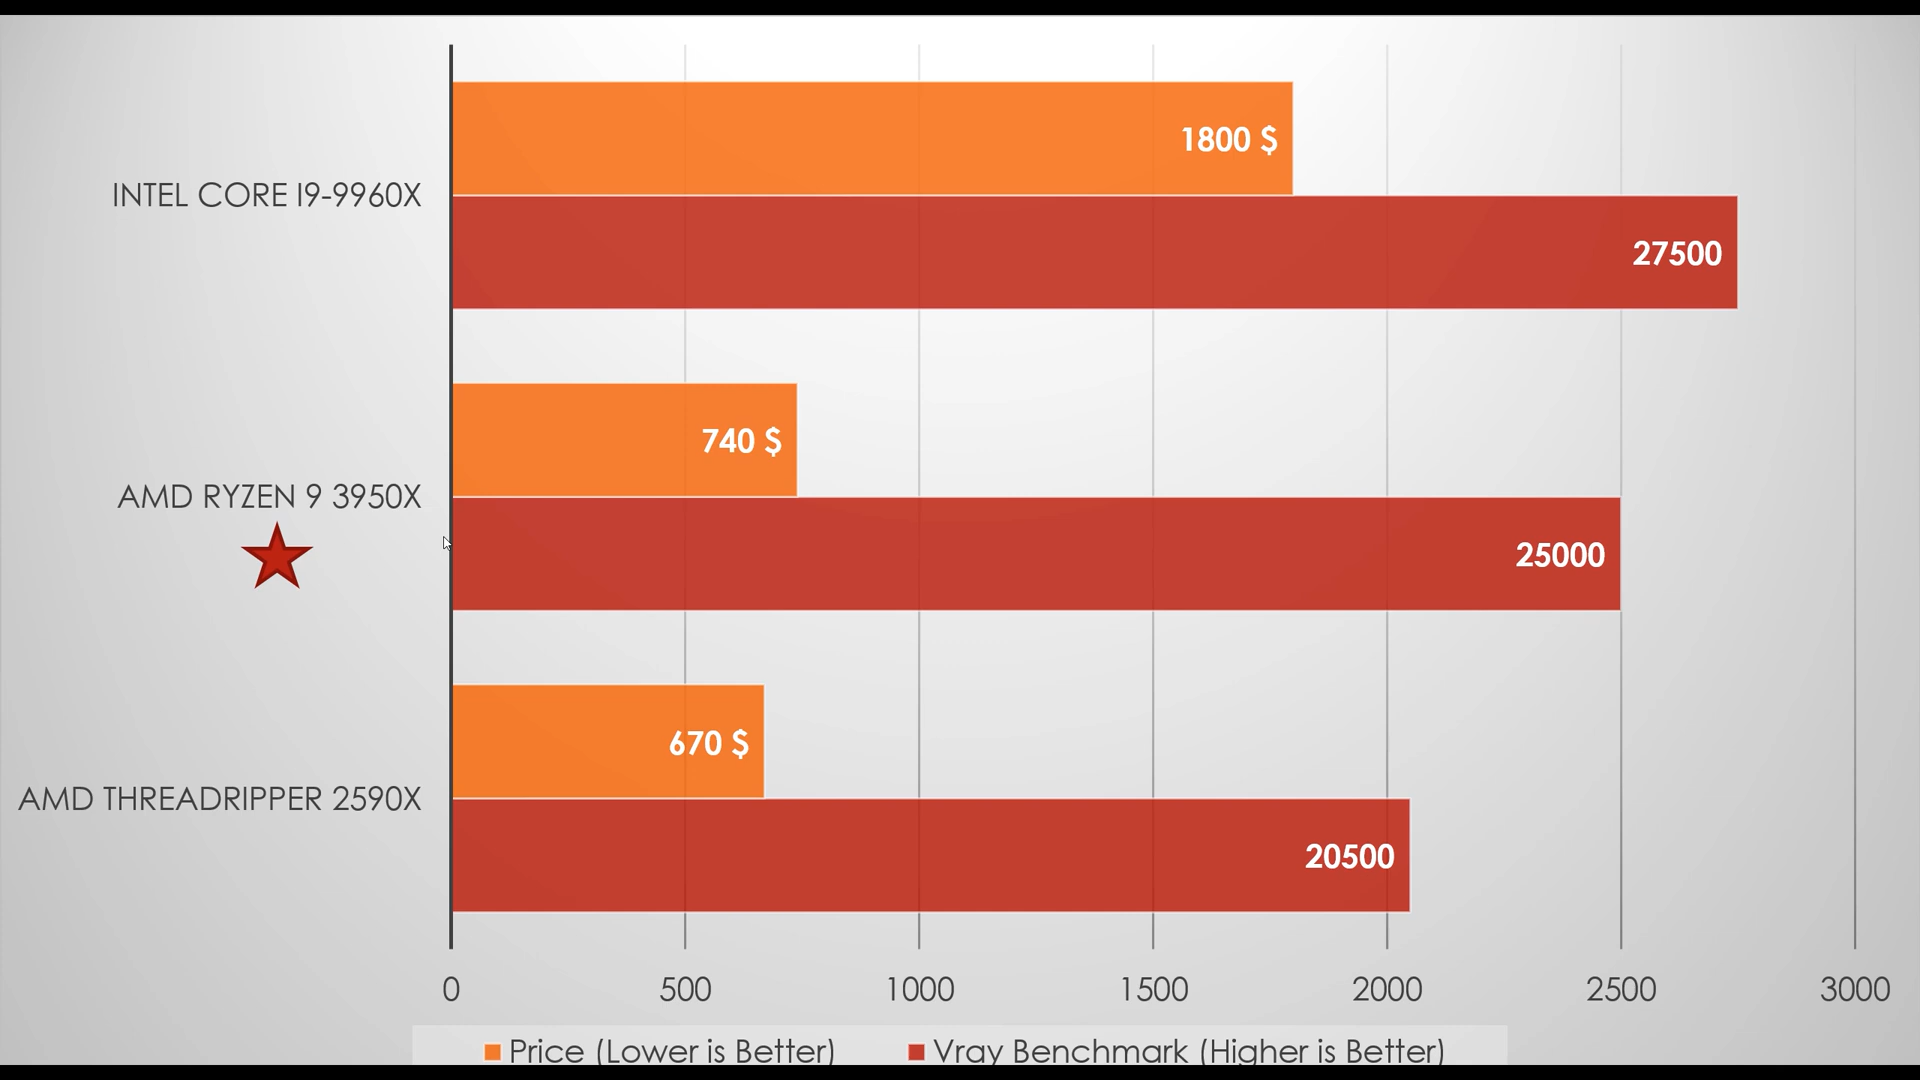 1800 $
INTEL CORE I9-9960X
27500
740 $
AMD RYZEN 9 3950X
25000
670 $
AMD THREADRIPPER 2590X
20500
0 500 1000 1500 2000 2500 3000
Price (Lower is Better) Vray Benchmark (Higher is Better)